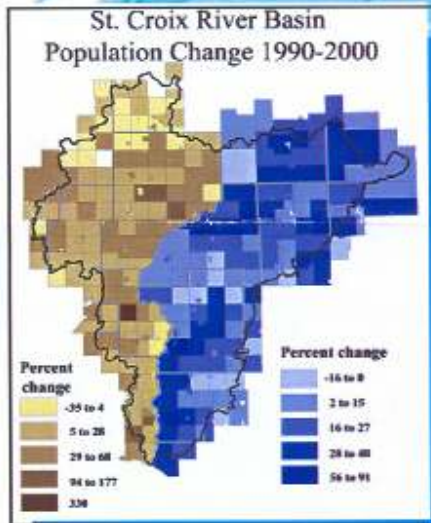 St. Croix River Basin
Population Change 1990-2000
Percent
change
-35 to 4
5 to 28
29 to 68
94 to 177
330
Percent change
-16 to 0
2 to 15
16 to 27
28 to 48
56 to 91